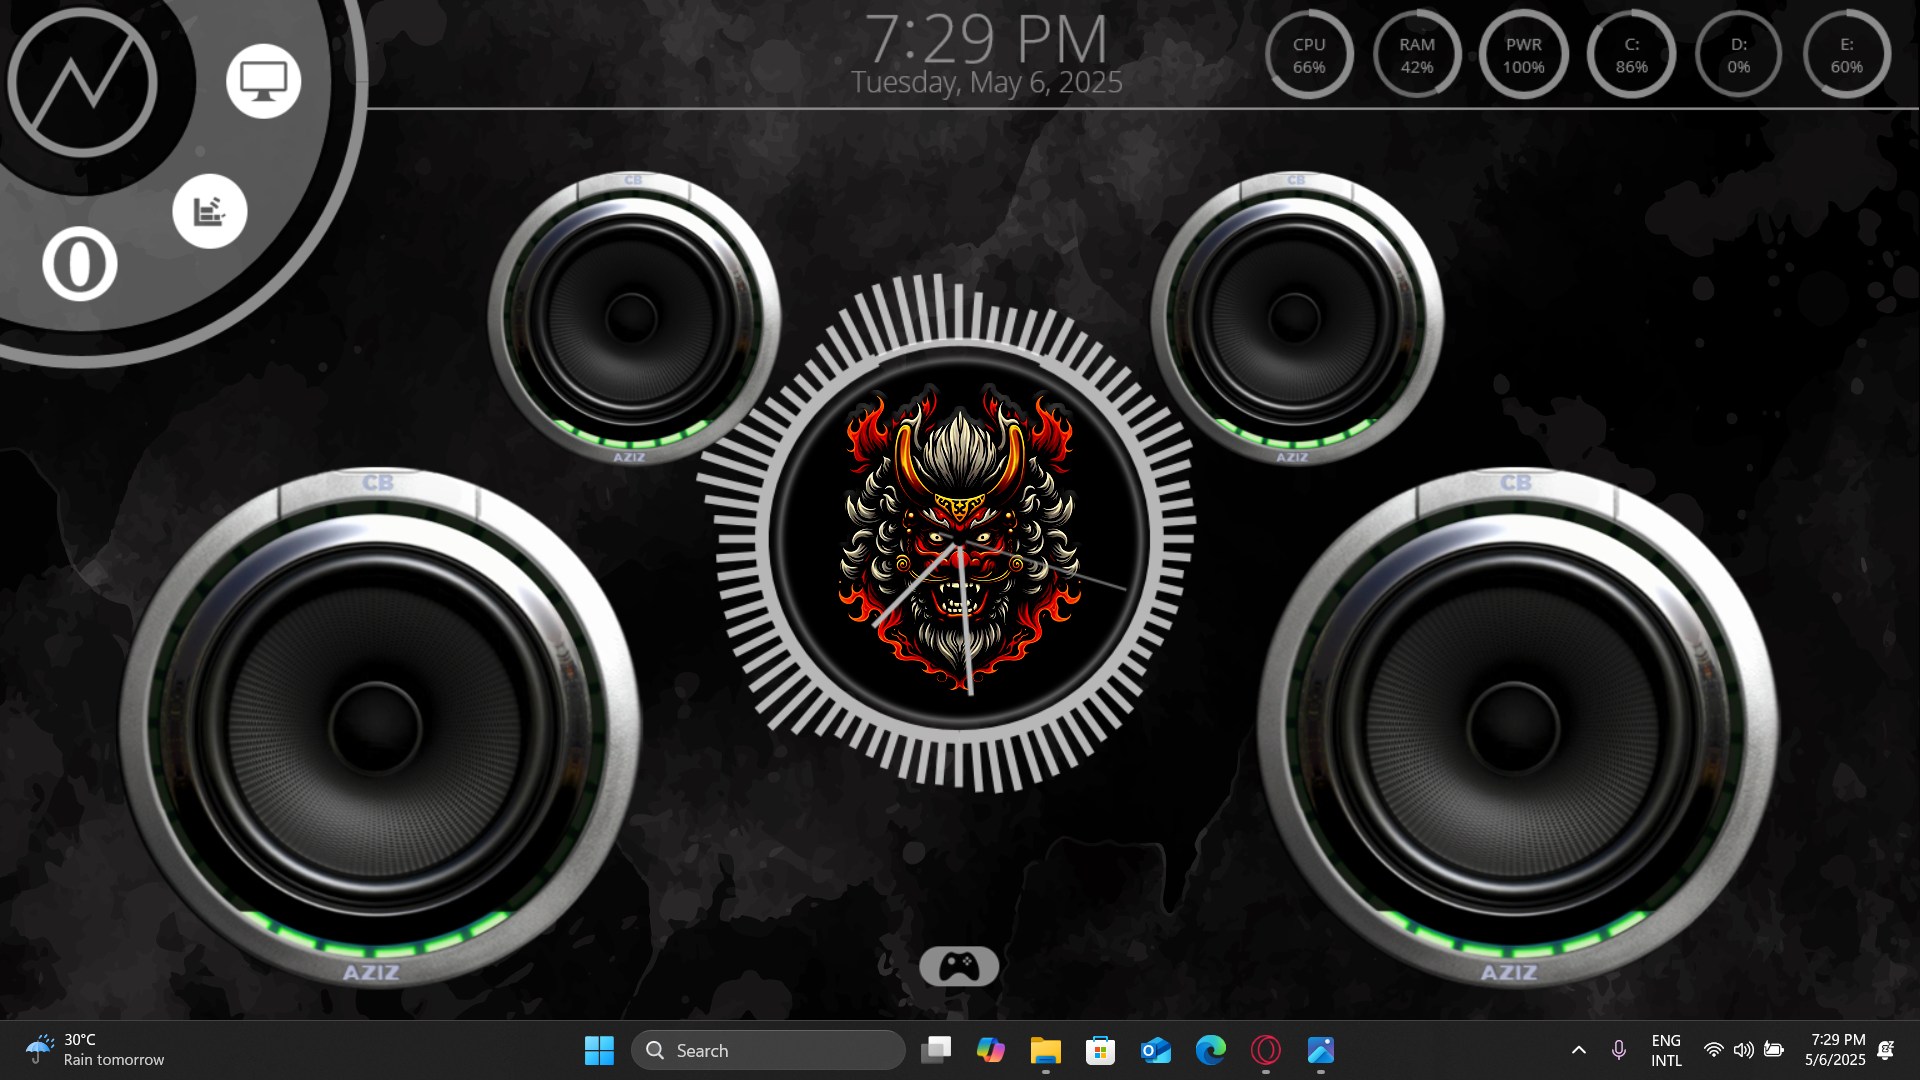 7:29 PM
Tuesday, May 6, 2025
CPU
66%
RAM
42%
PWR
100%
C:
86%
D:
0%
E:
60%
CB
AZIZ
CB
AZIZ
CB
AZIZ
CB
AZIZ
30°C
Rain tomorrow
Search
ENG
INTL
7:29 PM
5/6/2025